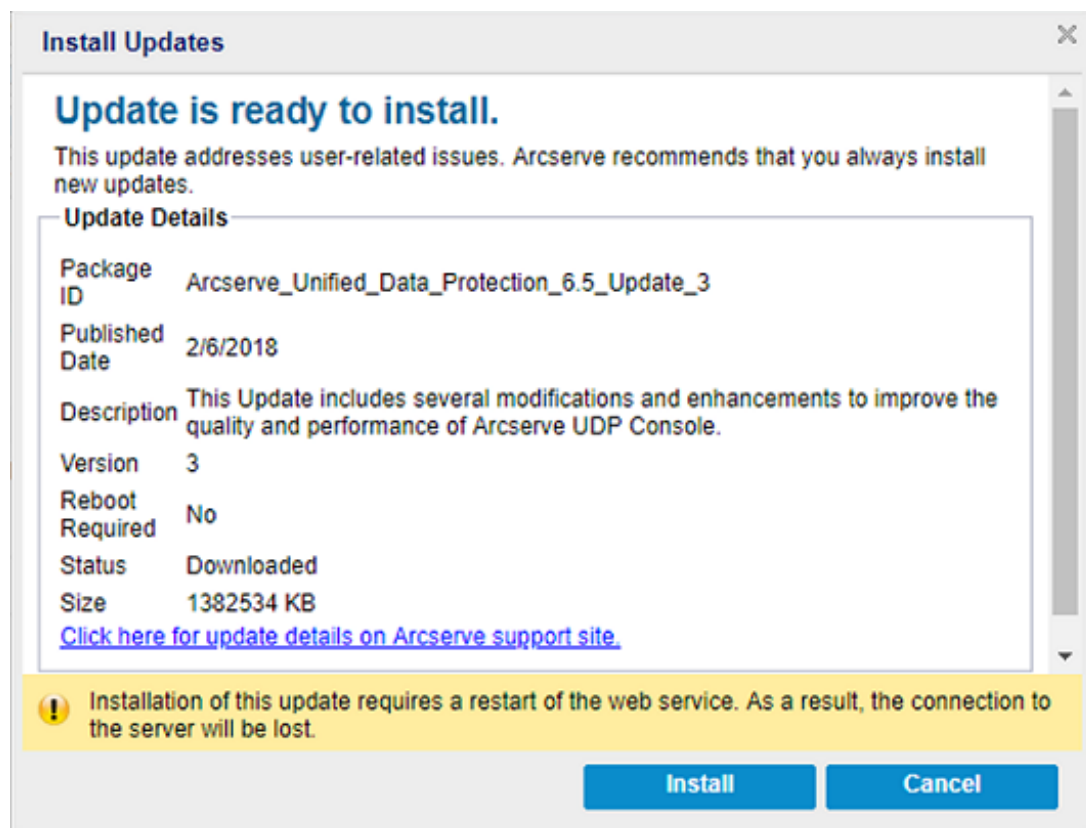 Install Updates
Update is ready to install.
This update addresses user-related issues. Arcserve recommends that you always install
new updates.
Update Details
Package
ID
Arcserve_Unified_Data_Protection_6.5_Update_3
Published
Date
2/6/2018
Description
This Update includes several modifications and enhancements to improve the
quality and performance of Arcserve UDP Console.
Version
3
Reboot
Required
No
Status
Downloaded
Size
1382534 KB
Click here for update details on Arcserve support site.
Installation of this update requires a restart of the web service. As a result, the connection to
the server will be lost.
Install
Cancel